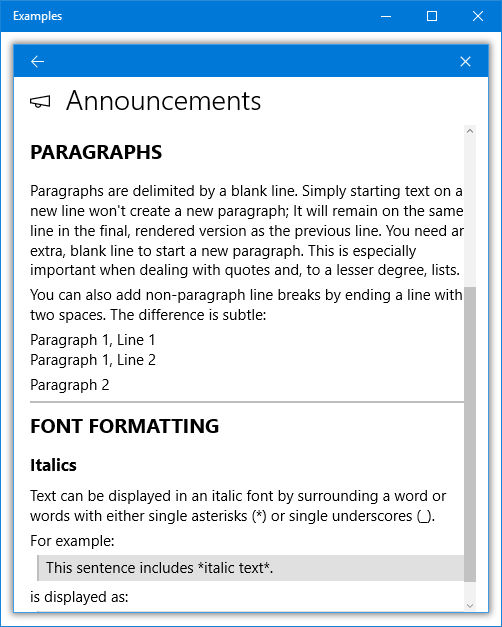 Examples
Announcements
PARAGRAPHS
Paragraphs are delimited by a blank line. Simply starting text on a
new line won't create a new paragraph; It will remain on the same
line in the final, rendered version as the previous line. You need an
extra, blank line to start a new paragraph. This is especially
important when dealing with quotes and, to a lesser degree, lists.
You can also add non-paragraph line breaks by ending a line with
two spaces. The difference is subtle:
Paragraph 1, Line 1
Paragraph 1, Line 2
Paragraph 2
FONT FORMATTING
Italics
Text can be displayed in an italic font by surrounding a word or
words with either single asterisks (*) or single underscores (_).
For example:
This sentence includes *italic text*.
is displayed as: